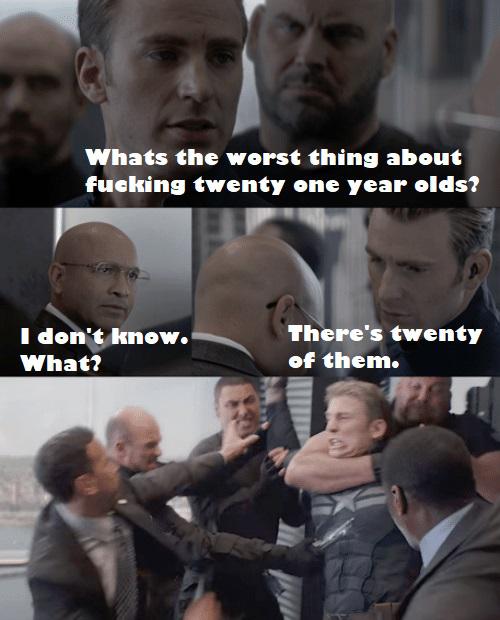 Whats the worst thing about
fucking twenty one year olds?
I don't know.
What?
There's twenty
of them.